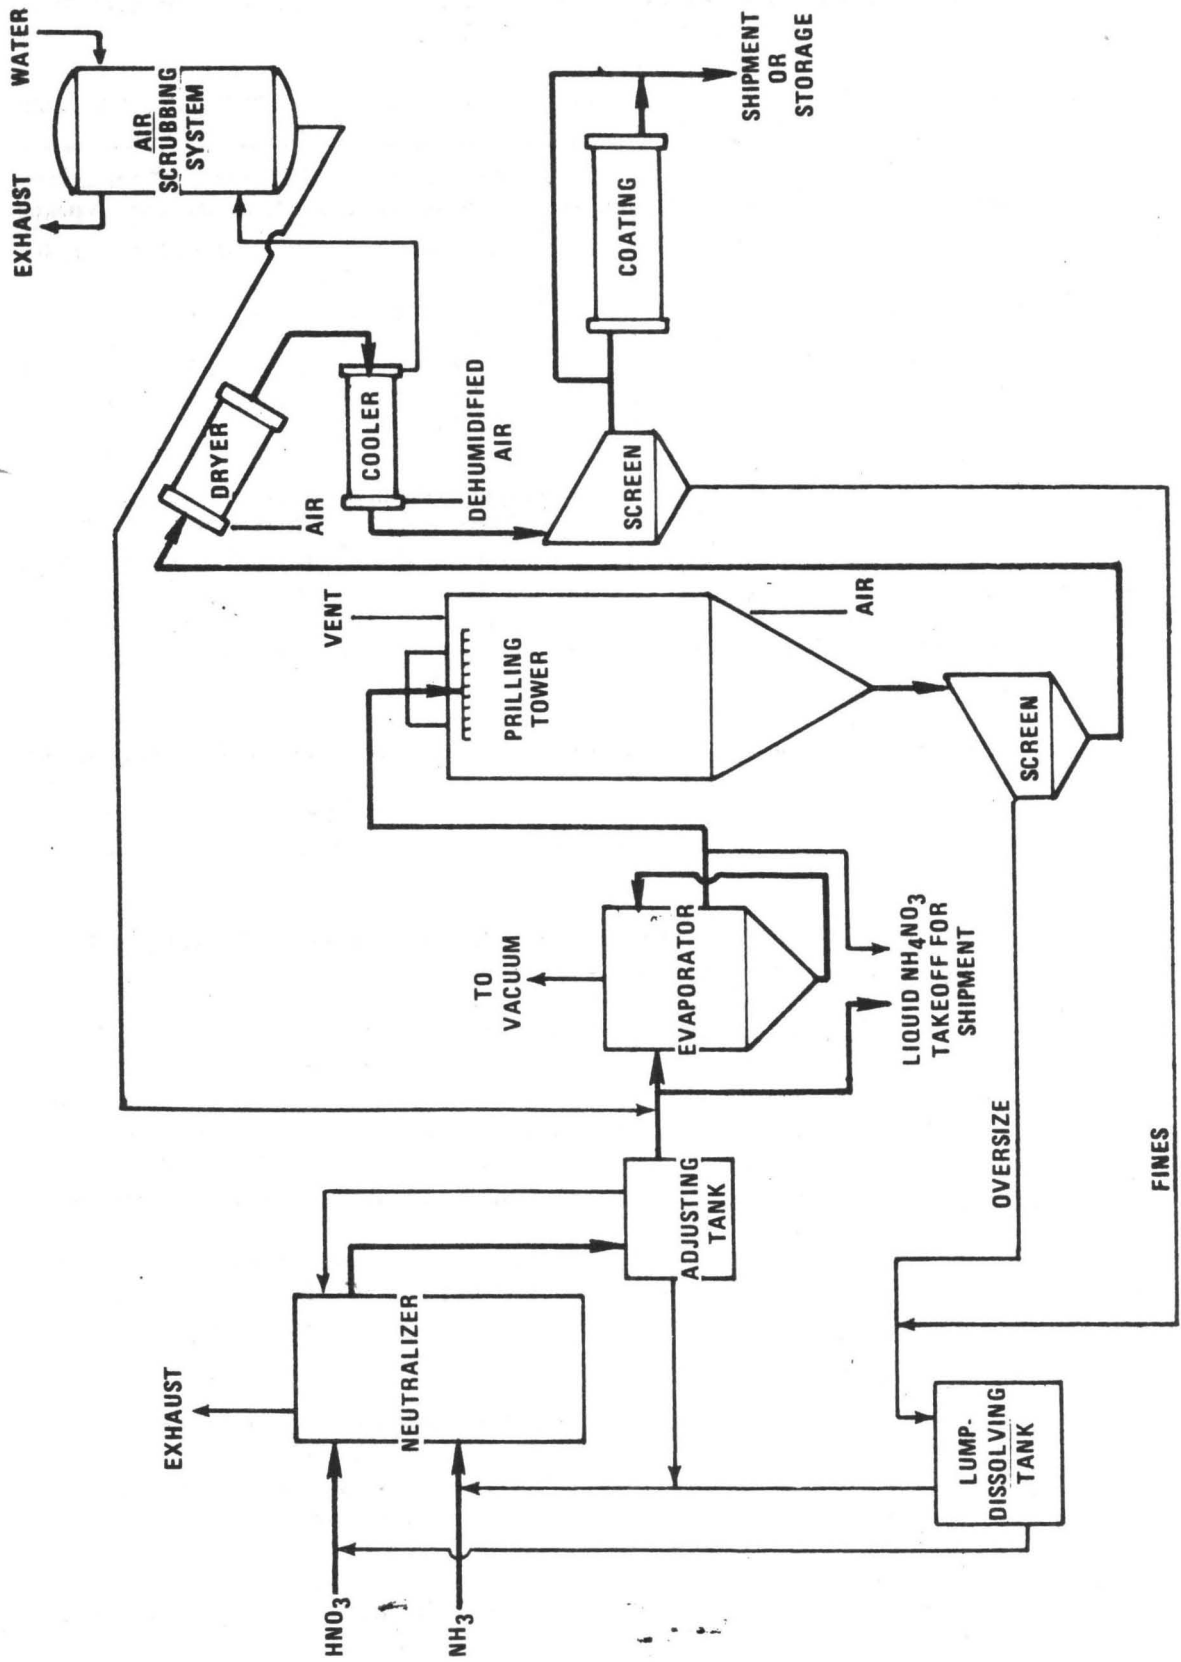 HNO3
NH3
EXHAUST
NEUTRALIZER
LUMP-
DISSOLVING
TANK
ADJUSTING
TANK
OVERSIZE
FINES
TO
VACUUM
EVAPORATOR
LIQUID NH4NO3
TAKEOFF FOR
SHIPMENT
VENT
PRILLING
TOWER
AIR
SCREEN
DRYER
AIR
COOLER
DEHUMIDIFIED
AIR
SCREEN
EXHAUST
WATER
AIR
SCRUBBING
SYSTEM
COATING
SHIPMENT
OR
STORAGE